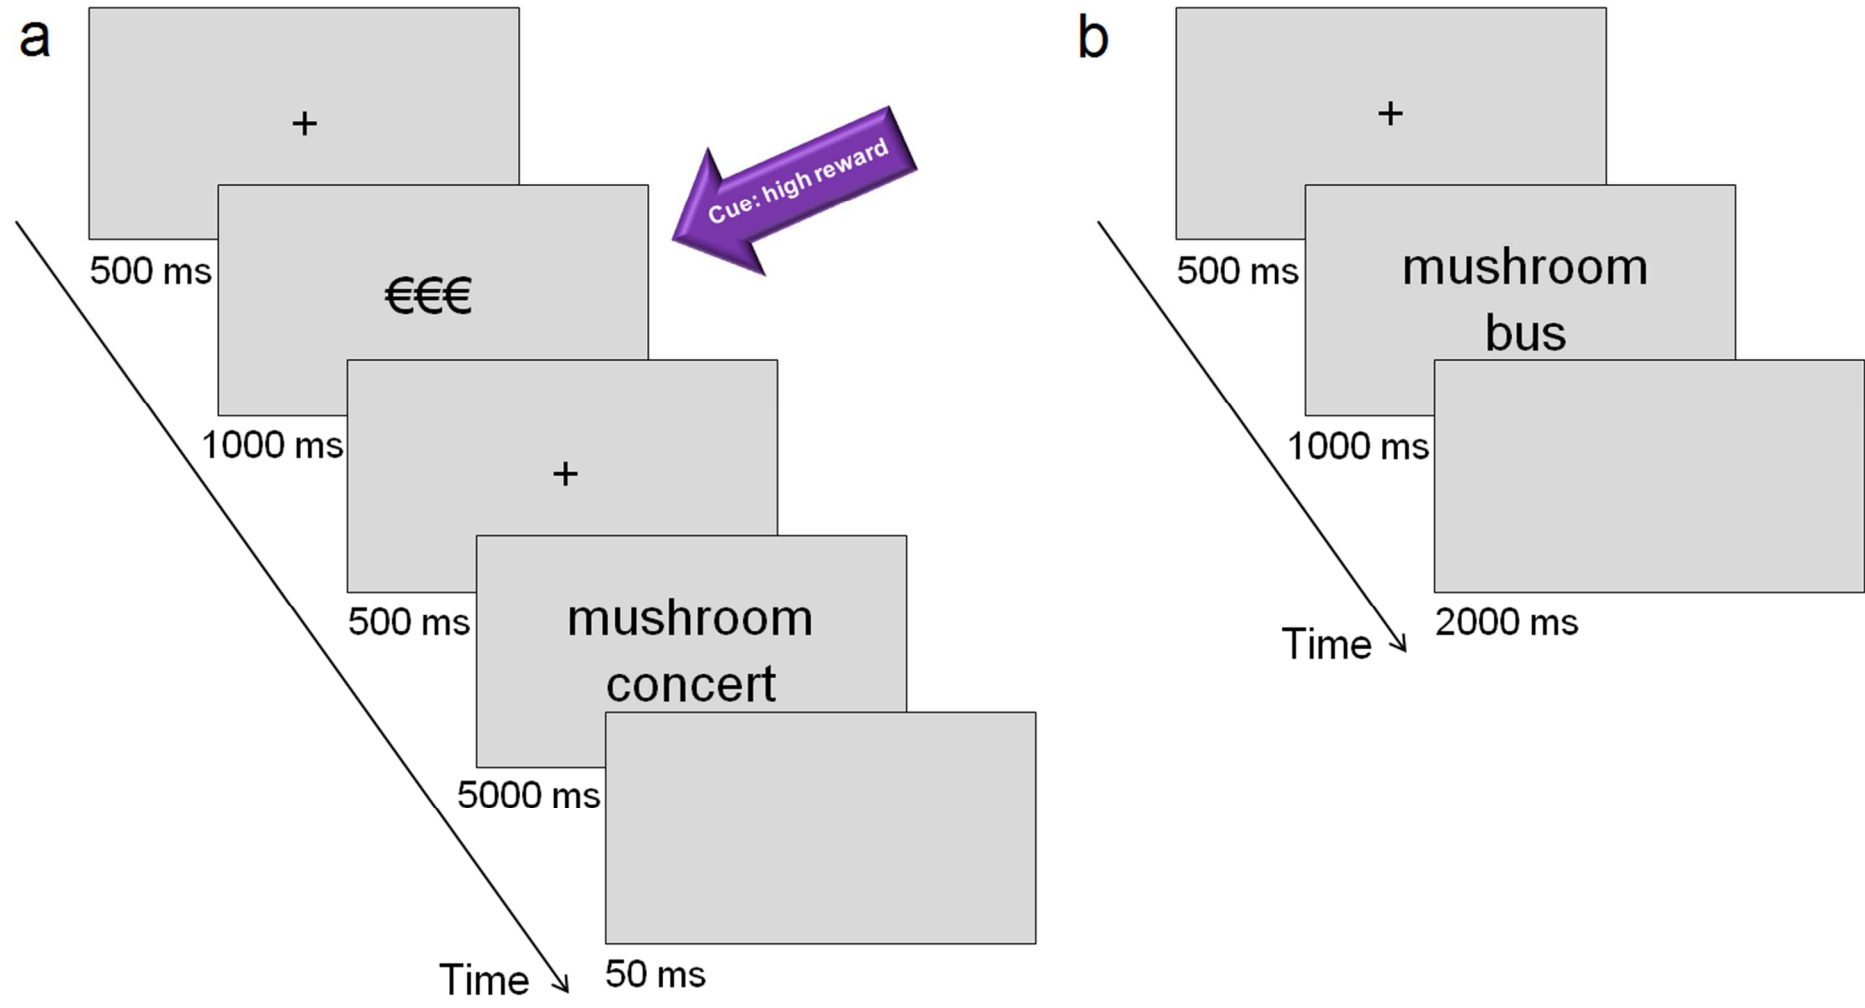 a
+
Cue: high reward
500 ms
€€€
1000 ms
+
500 ms
mushroom
concert
5000 ms
Time
50 ms
b
+
500 ms
mushroom
bus
1000 ms
Time
2000 ms